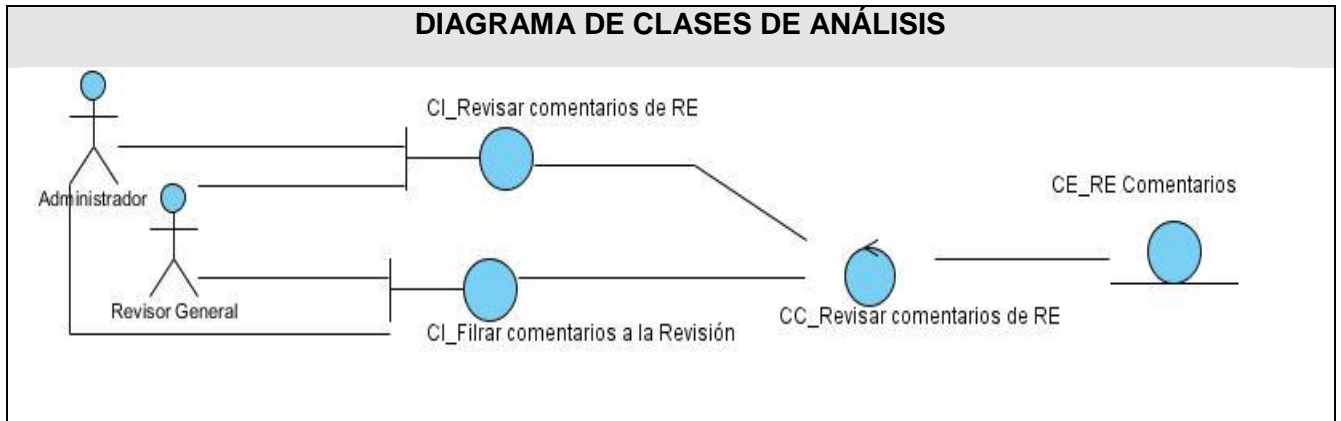 DIAGRAMA DE CLASES DE ANÁLISIS
CI_Revisar comentarios de RE
Administrador
CE_RE Comentarios
Revisor General
CI_Filrar comentarios a la Revisión
CC_Revisar comentarios de RE